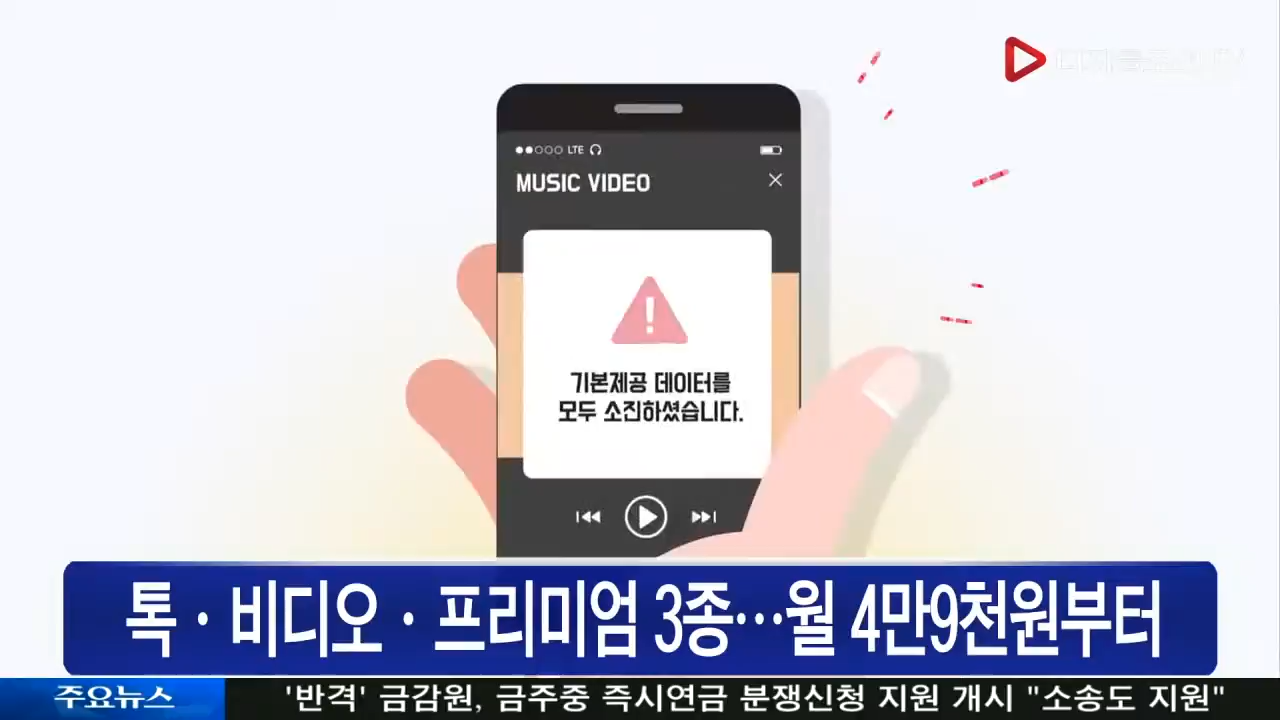 LTE
MUSIC VIDEO
기본제공 데이터를
모두 소진하셨습니다.
톡·비디오·프리미엄 3종…월 4만9천원부터
주요뉴스 '반격' 금감원, 금주중 즉시연금 분쟁신청 지원 개시 "소송도 지원"